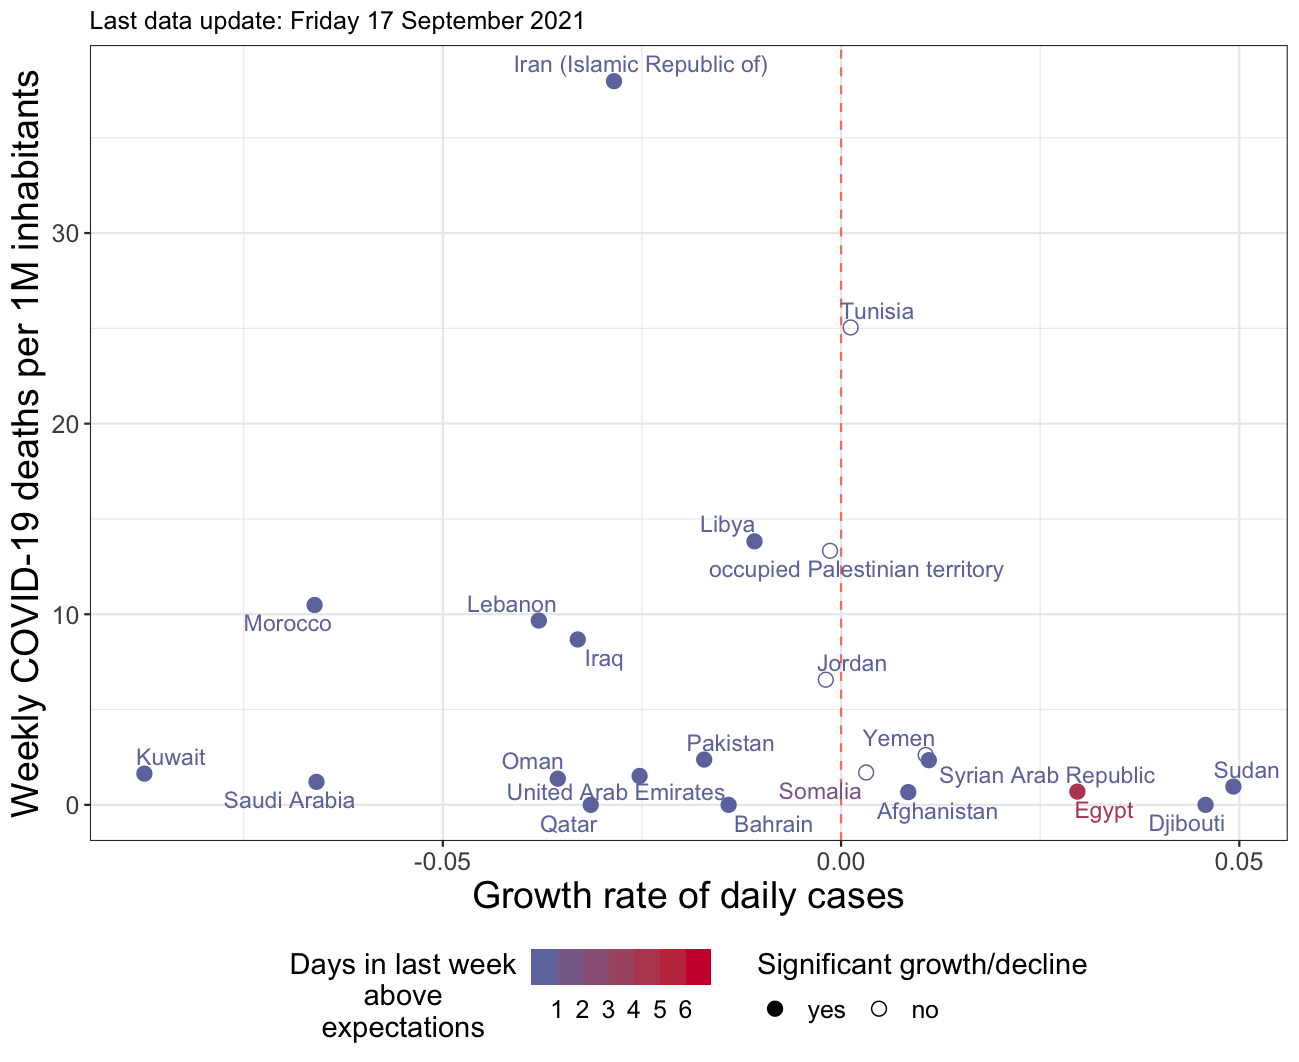 Last data update: Friday 17 September 2021
Weekly COVID-19 deaths per 1M inhabitants
30
20
10
0
Iran (Islamic Republic of)
Tunisia
Libya
occupied Palestinian territory
Lebanon
Morocco
Iraq
Jordan
Yemen
Pakistan
Kuwait
Oman
Sudan
Syrian Arab Republic
United Arab Emirates
Somalia
Saudi Arabia
Egypt
Afghanistan
Qatar
Bahrain
Djibouti
-0.05
0.00
0.05
Growth rate of daily cases
Days in last week
above
expectations
1 2 3 4 5 6
Significant growth/decline
yes no